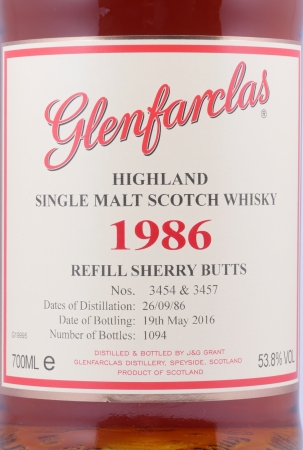 Glenfarclas®
HIGHLAND
SINGLE MALT SCOTCH WHISKY
1986
REFILL SHERRY BUTTS
Nos. 3454 & 3457
Dates of Distillation: 26/09/86
Date of Bottling: 19th May 2016
Number of Bottles: 1094
700ML e
DISTILLED & BOTTLED BY J&G GRANT
GLENFARCLAS DISTILLERY, SPEYSIDE, SCOTLAND
PRODUCT OF SCOTLAND
53.8% VOL